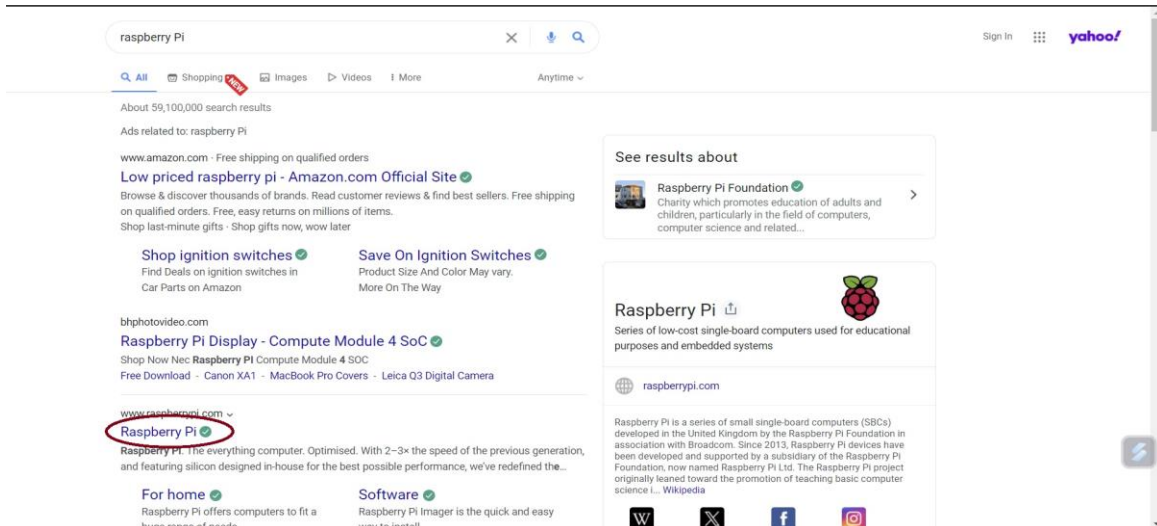 raspberry Pi
Sign In
yahoo!
All Shopping NEW Images Videos More Anytime
About 59,100,000 search results
Ads related to: raspberry Pi
www.amazon.com · Free shipping on qualified orders
Low priced raspberry pi - Amazon.com Official Site
Browse & discover thousands of brands. Read customer reviews & find best sellers. Free shipping
on qualified orders. Free, easy returns on millions of items.
Shop last-minute gifts · Shop gifts now, wow later
Shop ignition switches
Find Deals on ignition switches in
Car Parts on Amazon
Save On Ignition Switches
Product Size And Color May vary.
More On The Way
bhphotovideo.com
Raspberry Pi Display - Compute Module 4 SoC
Shop Now Nec Raspberry PI Compute Module 4 SOC
Free Download - Canon XA1 - MacBook Pro Covers - Leica Q3 Digital Camera
www.raspberrypi.com
Raspberry Pi
Raspberry Pi. The everything computer. Optimised. With 2–3× the speed of the previous generation,
and featuring silicon designed in-house for the best possible performance, we've redefined the...
For home
Raspberry Pi offers computers to fit a
huge range of needs
Software
Raspberry Pi Imager is the quick and easy
way to install
See results about
Raspberry Pi Foundation
Charity which promotes education of adults and
children, particularly in the field of computers,
computer science and related...
Raspberry Pi
Series of low-cost single-board computers used for educational
purposes and embedded systems
raspberrypi.com
Raspberry Pi is a series of small single-board computers (SBCs)
developed in the United Kingdom by the Raspberry Pi Foundation in
association with Broadcom. Since 2013, Raspberry Pi devices have
been developed and supported by a subsidiary of the Raspberry Pi
Foundation, now named Raspberry Pi Ltd. The Raspberry Pi project
originally leaned toward the promotion of teaching basic computer
science i... Wikipedia